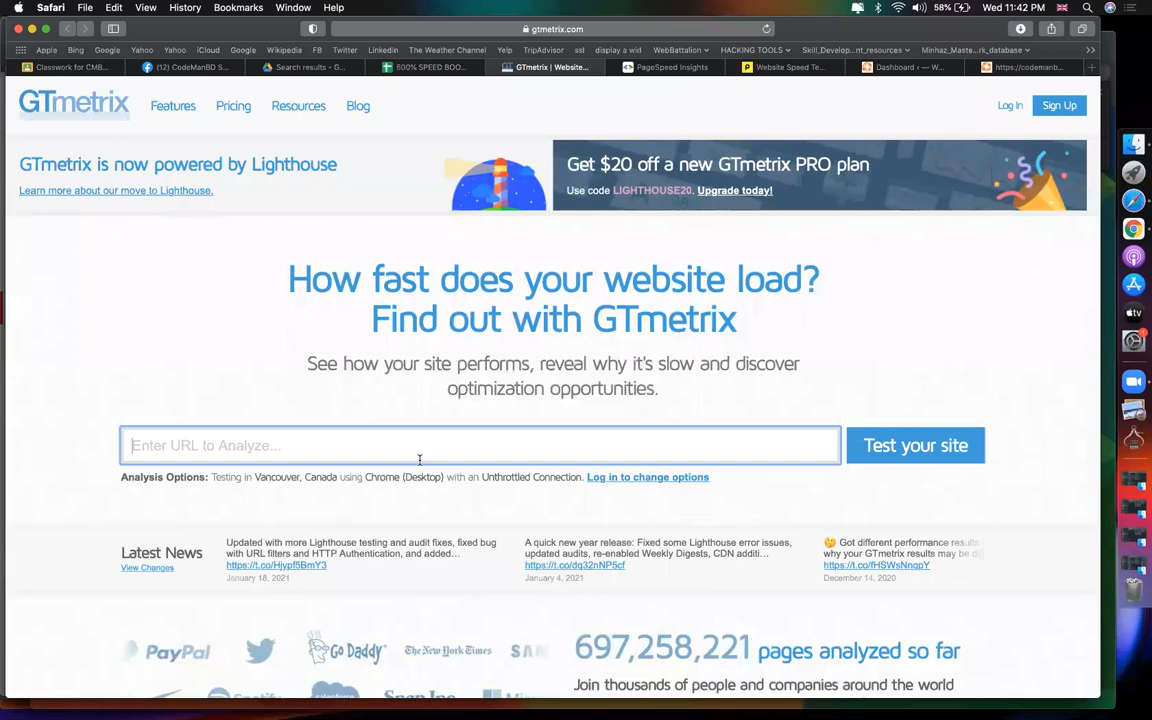 Safari File Edit View History Bookmarks Window Help 58% Wed 11:42 PM
gtmetrix.com
Apple Bing Google Yahoo Yahoo iCloud Google Wikipedia FB Twitter LinkedIn The Weather Channel Yelp TripAdvisor ssl display a wid WebBattalion HACKING TOOLS Skill_Develop...nt_resources Minhaz_Maste...rk_database
Classwork for CMB... (12) CodeManBD S... Search results - G... 500% SPEED BOO... GTmetrix | Website... PageSpeed Insights Website Speed Te... Dashboard ‹ — W... https://codemanb...
GTmetrix Features Pricing Resources Blog Log In Sign Up
GTmetrix is now powered by Lighthouse
Learn more about our move to Lighthouse.
Get $20 off a new GTmetrix PRO plan
Use code LIGHTHOUSE20. Upgrade today!
How fast does your website load?
Find out with GTmetrix
See how your site performs, reveal why it's slow and discover
optimization opportunities.
Enter URL to Analyze... Test your site
Analysis Options: Testing in Vancouver, Canada using Chrome (Desktop) with an Unthrottled Connection. Log in to change options
Latest News
View Changes
Updated with more Lighthouse testing and audit fixes, fixed bug
with URL filters and HTTP Authentication, and added...
https://t.co/Hjypf5BmY3
January 18, 2021
A quick new year release: Fixed some Lighthouse error issues,
updated audits, re-enabled Weekly Digests, CDN additi...
https://t.co/dq32nNP5cf
January 4, 2021
Got different performance results
why your GTmetrix results may be di
https://t.co/fHSWsNnqpY
December 14, 2020
PayPal GoDaddy The New York Times SAM
697,258,221 pages analyzed so far
Join thousands of people and companies around the world
Spotify Snap Inc. Micros